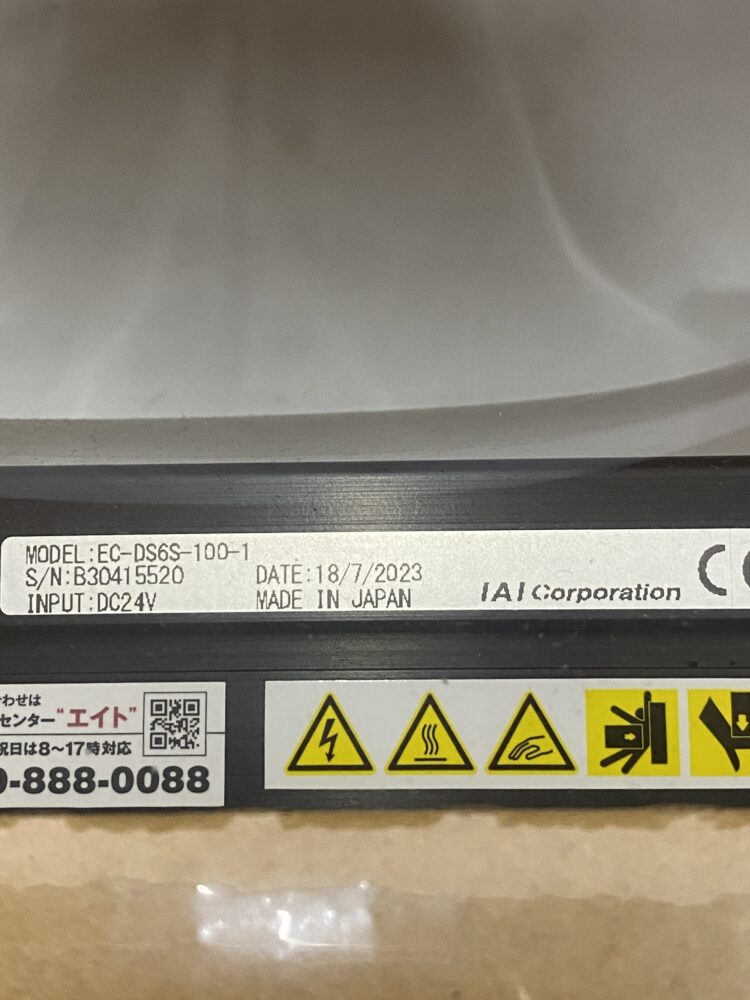 MODEL:EC-DS6S-100-1
S/N:B30415520 DATE:18/7/2023
INPUT:DC24V MADE IN JAPAN
IAI Corporation
CE
わせは
センター"エイト"
祝日は8～17時対応
-888-0088